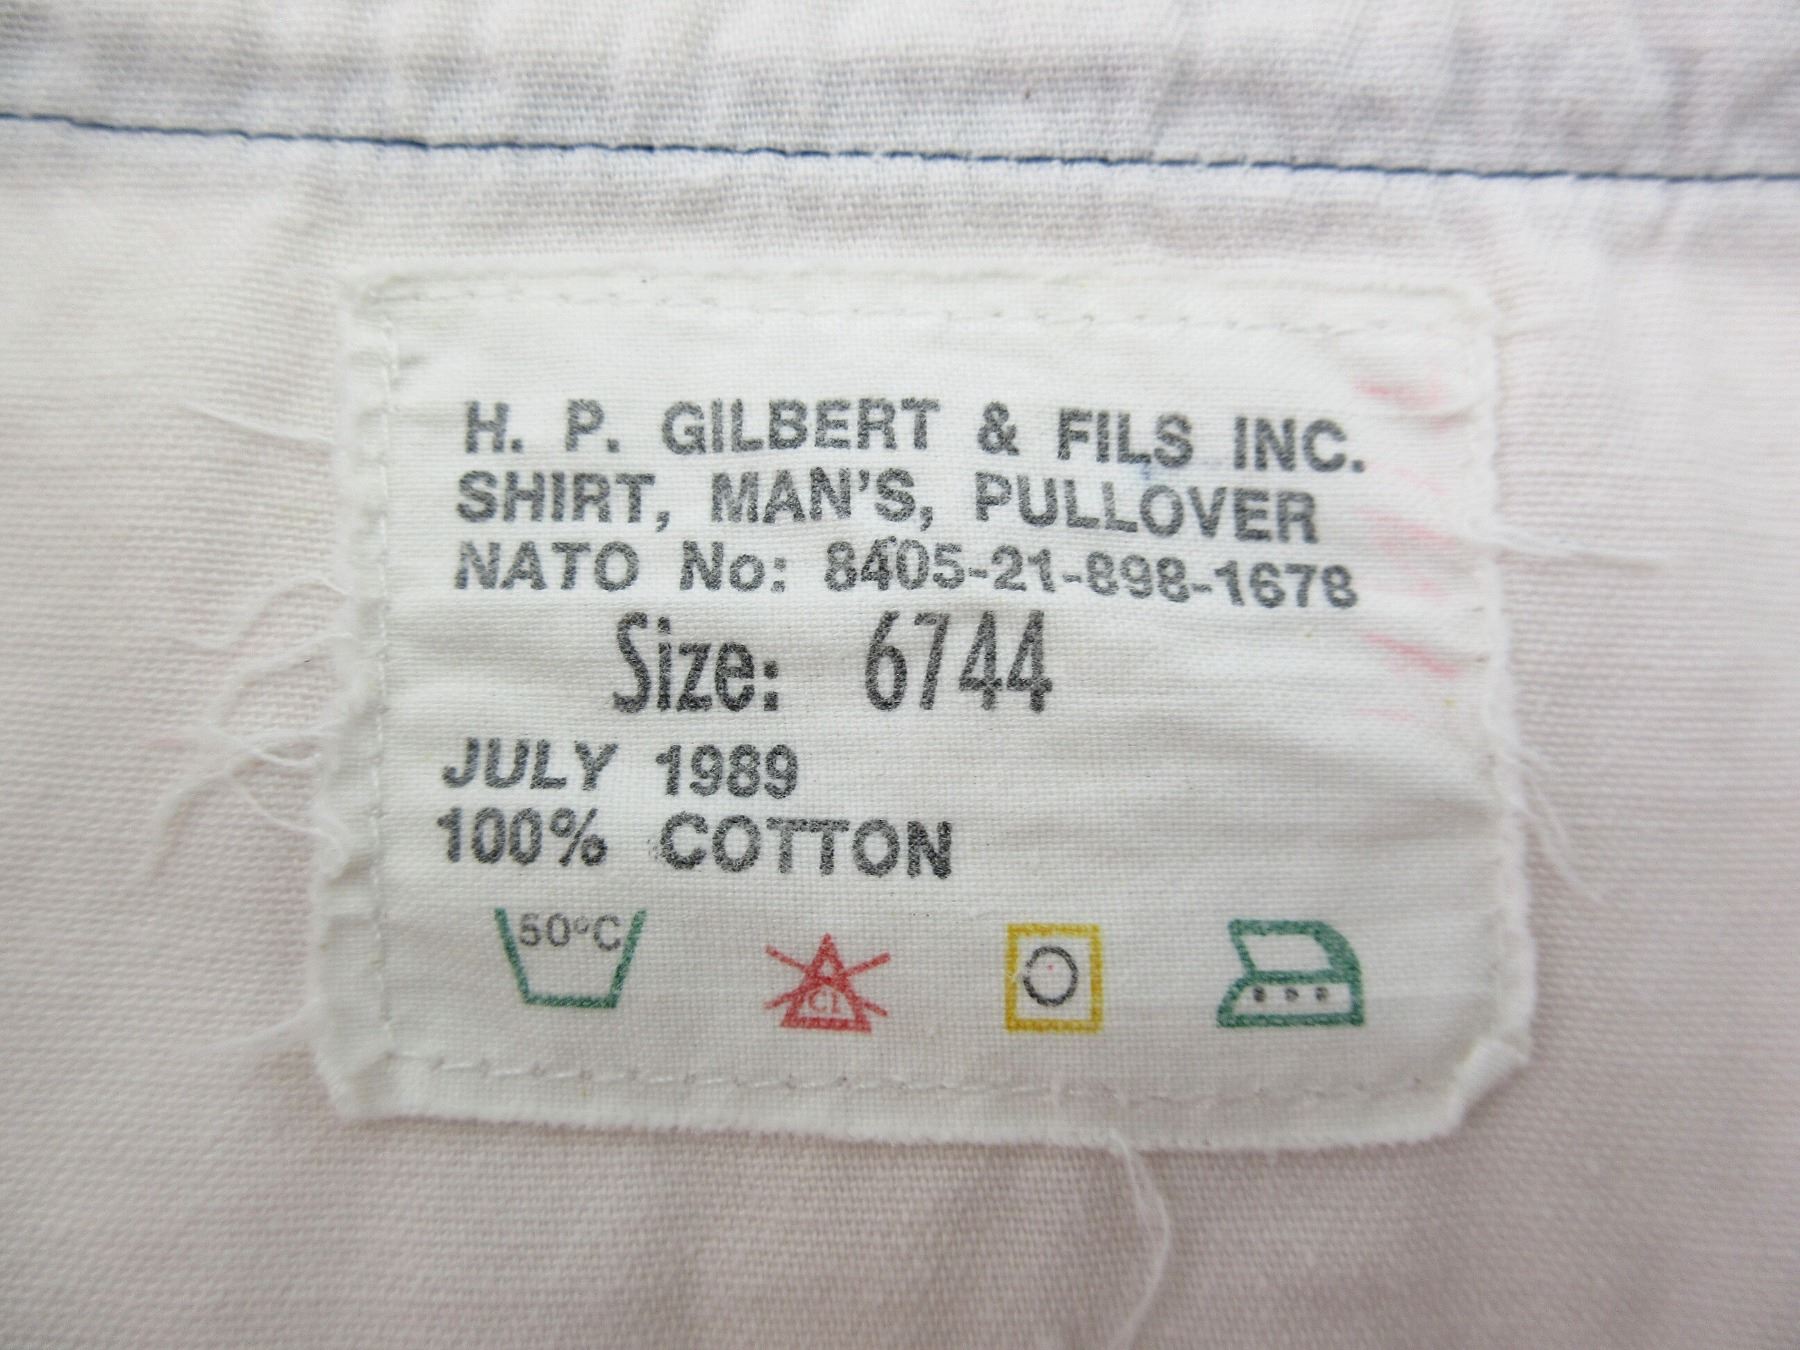 H. P. GILBERT & FILS INC.
SHIRT, MAN'S, PULLOVER
NATO No: 8405-21-898-1678
Size: 6744
JULY 1989
100% COTTON
50°C
Cl